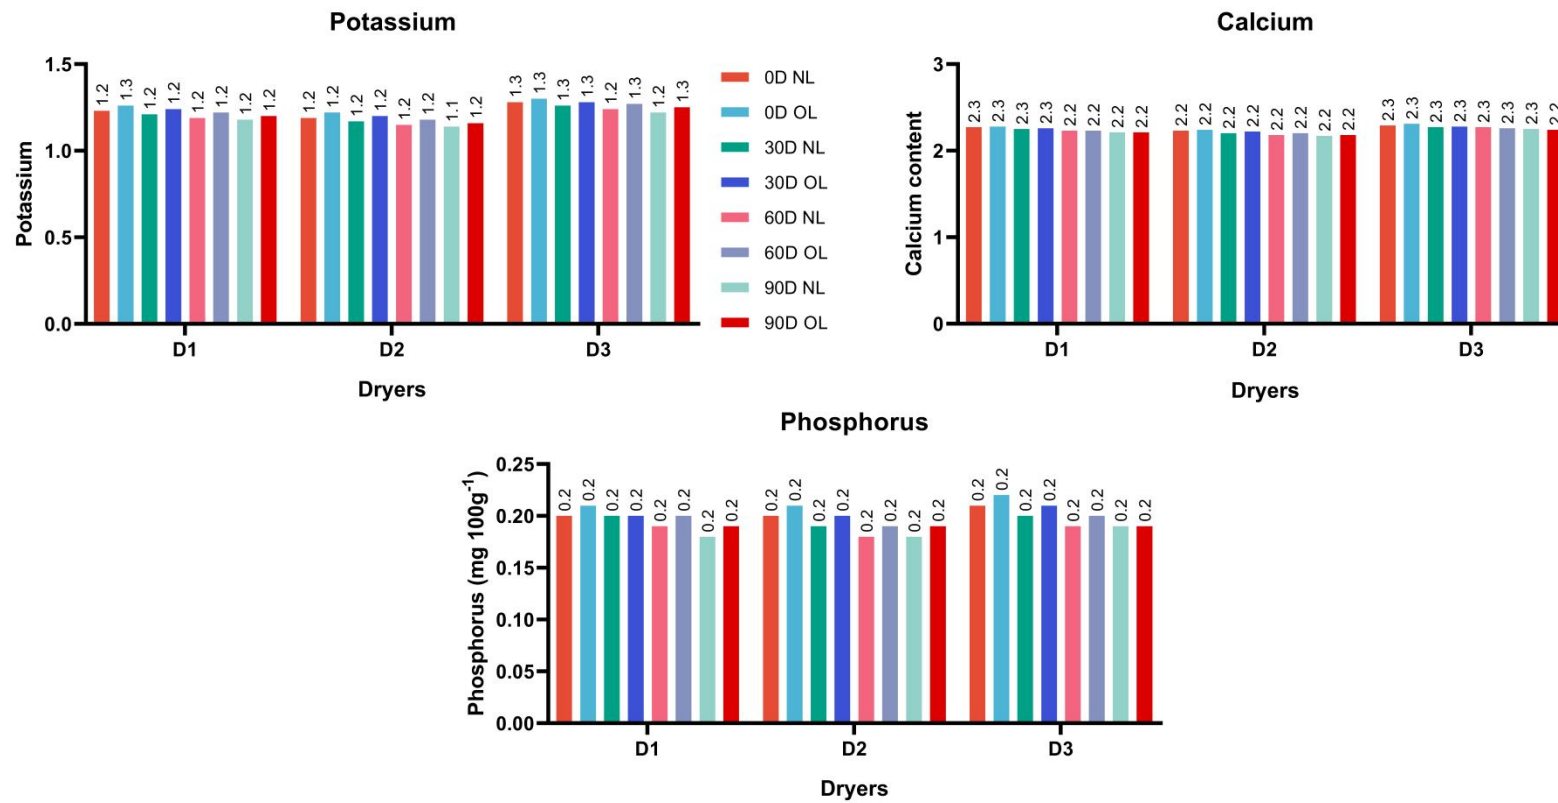 Potassium
1.5
1.0
0.5
0.0
Potassium
1.2 1.3 1.2 1.2 1.2 1.2 1.2 1.2
1.2 1.2 1.2 1.2 1.2 1.2 1.1 1.2
1.3 1.3 1.3 1.3 1.2 1.3 1.2 1.3
D1 D2 D3
Dryers
0D NL
0D OL
30D NL
30D OL
60D NL
60D OL
90D NL
90D OL
Calcium
3
2
1
0
Calcium content
2.3 2.3 2.3 2.3 2.2 2.2 2.2 2.2
2.2 2.2 2.2 2.2 2.2 2.2 2.2 2.2
2.3 2.3 2.3 2.3 2.3 2.3 2.3 2.2
D1 D2 D3
Dryers
Phosphorus
0.25
0.20
0.15
0.10
0.05
0.00
Phosphorus (mg 100g⁻¹)
0.2 0.2 0.2 0.2 0.2 0.2 0.2 0.2
0.2 0.2 0.2 0.2 0.2 0.2 0.2 0.2
0.2 0.2 0.2 0.2 0.2 0.2 0.2 0.2
D1 D2 D3
Dryers